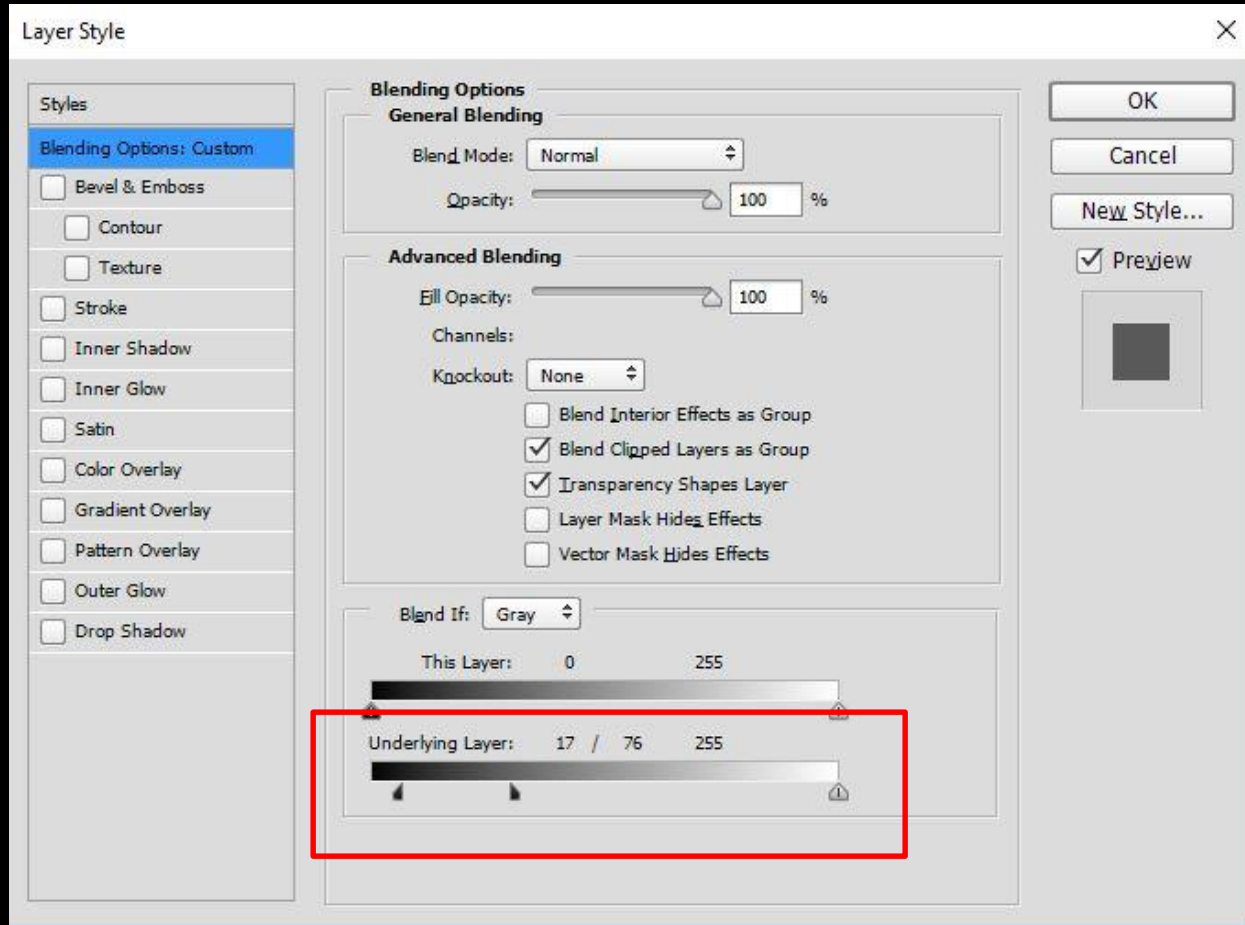 Layer Style
Styles
Blending Options: Custom
Bevel & Emboss
Contour
Texture
Stroke
Inner Shadow
Inner Glow
Satin
Color Overlay
Gradient Overlay
Pattern Overlay
Outer Glow
Drop Shadow
Blending Options
General Blending
Blend Mode: Normal
Opacity: 100 %
Advanced Blending
Fill Opacity: 100 %
Channels:
Knockout: None
Blend Interior Effects as Group
Blend Clipped Layers as Group
Transparency Shapes Layer
Layer Mask Hides Effects
Vector Mask Hides Effects
Blend If: Gray
This Layer: 0 255
Underlying Layer: 17 / 76 255
OK
Cancel
New Style...
Preview